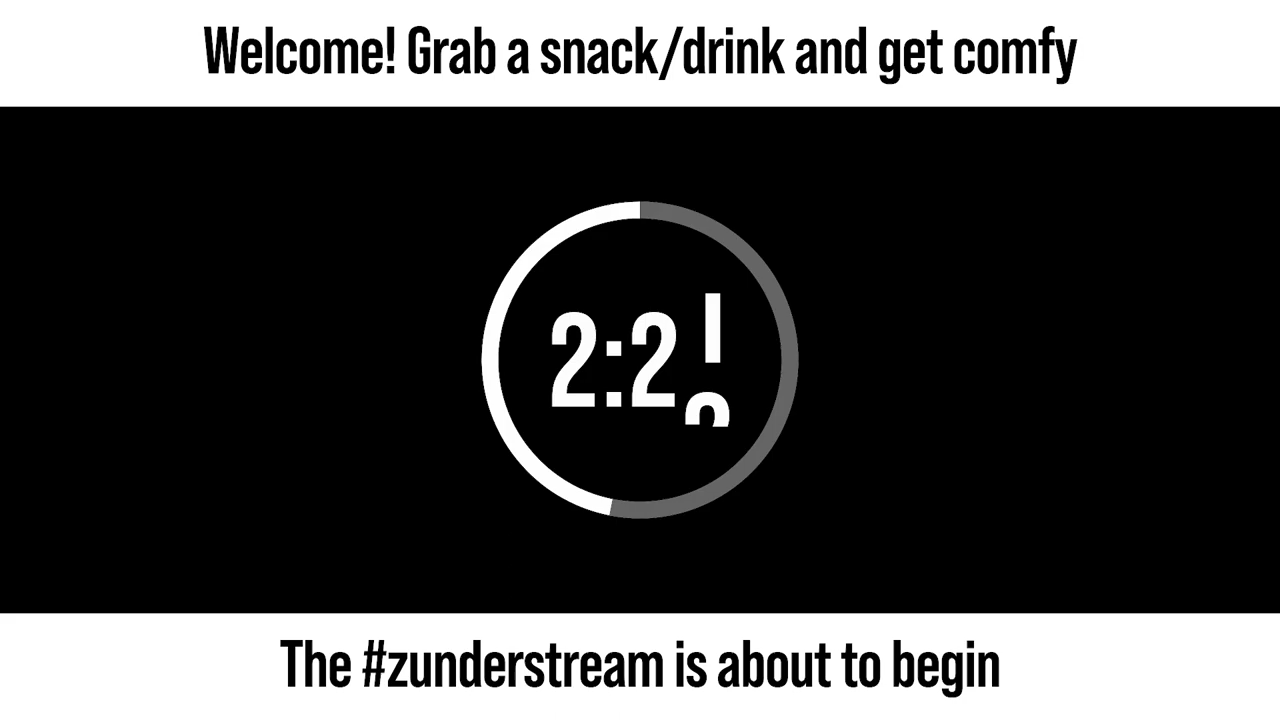 Welcome! Grab a snack/drink and get comfy
2:2
The #zunderstream is about to begin